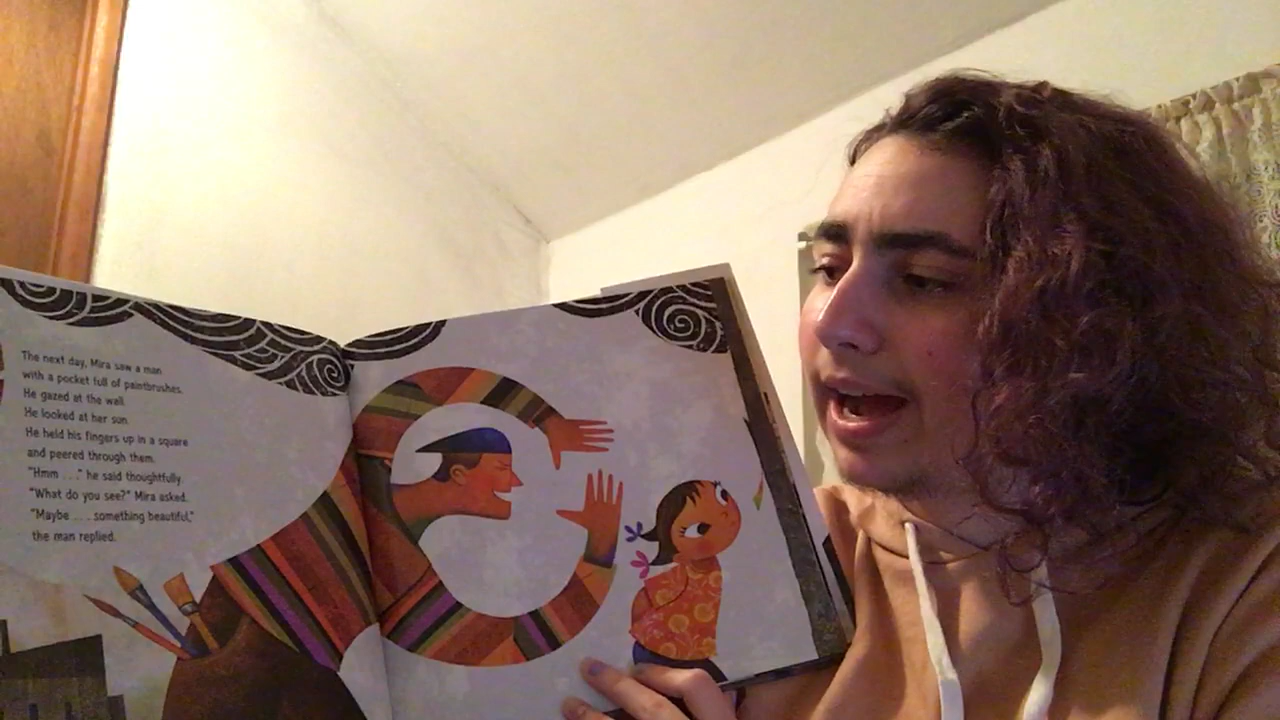 The next day, Mira saw a man
with a pocket full of paintbrushes.
He gazed at the wall.
He looked at her sun.
He held his fingers up in a square
and peered through them.
"Hmm . . ." he said thoughtfully.
"What do you see?" Mira asked.
"Maybe . . . something beautiful,"
the man replied.